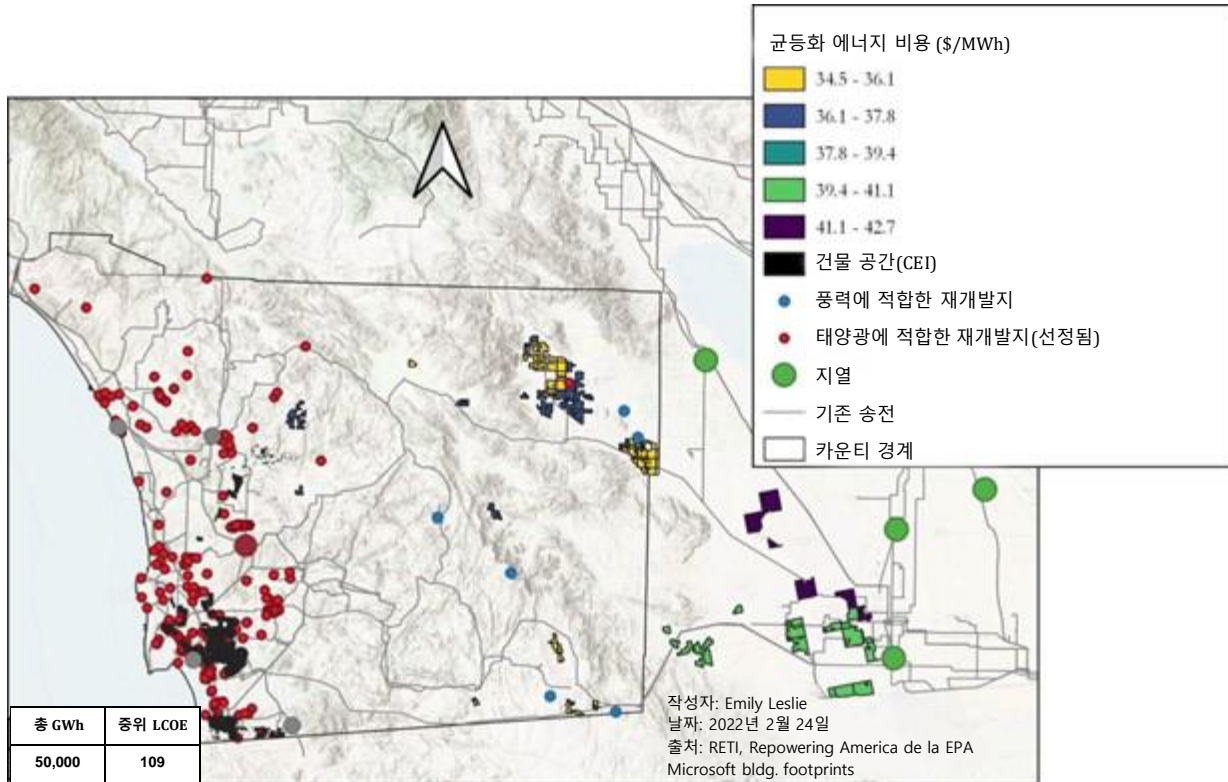 균등화 에너지 비용 ($/MWh)
34.5 - 36.1
36.1 - 37.8
37.8 - 39.4
39.4 - 41.1
41.1 - 42.7
건물 공간(CEI)
풍력에 적합한 재개발지
태양광에 적합한 재개발지(선정됨)
지열
기존 송전
카운티 경계
작성자: Emily Leslie
날짜: 2022년 2월 24일
출처: RETI, Repowering America de la EPA
Microsoft bldg. footprints
총 GWh 중위 LCOE
50,000 109